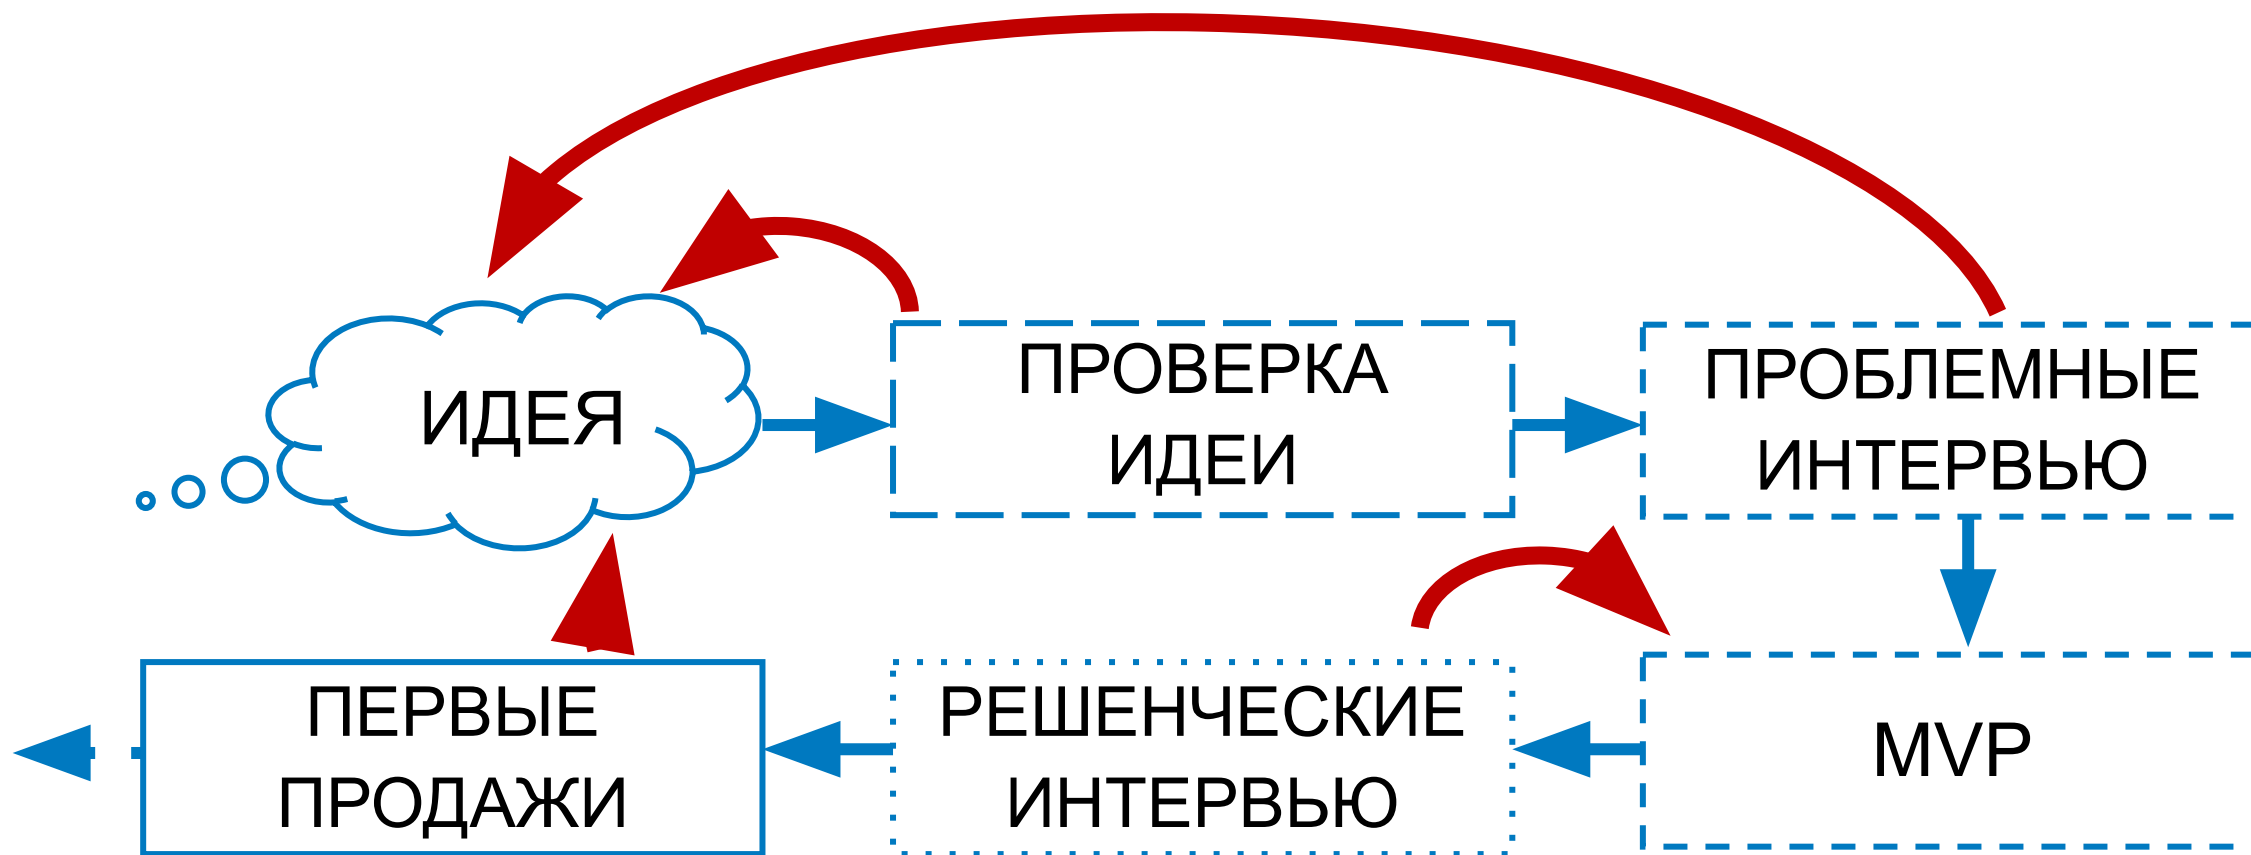 ИДЕЯ
ПРОВЕРКА
ИДЕИ
ПРОБЛЕМНЫЕ
ИНТЕРВЬЮ
ПЕРВЫЕ
ПРОДАЖИ
РЕШЕНЧЕСКИЕ
ИНТЕРВЬЮ
MVP